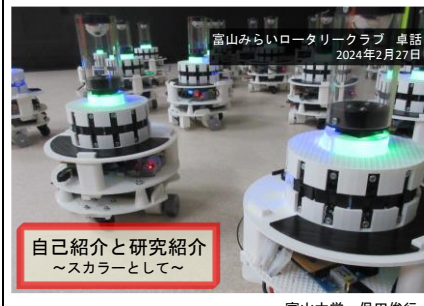 富山みらいロータリークラブ 卓話
2024年2月27日
自己紹介と研究紹介
～スカラーとして～
富山大学 保田俊行